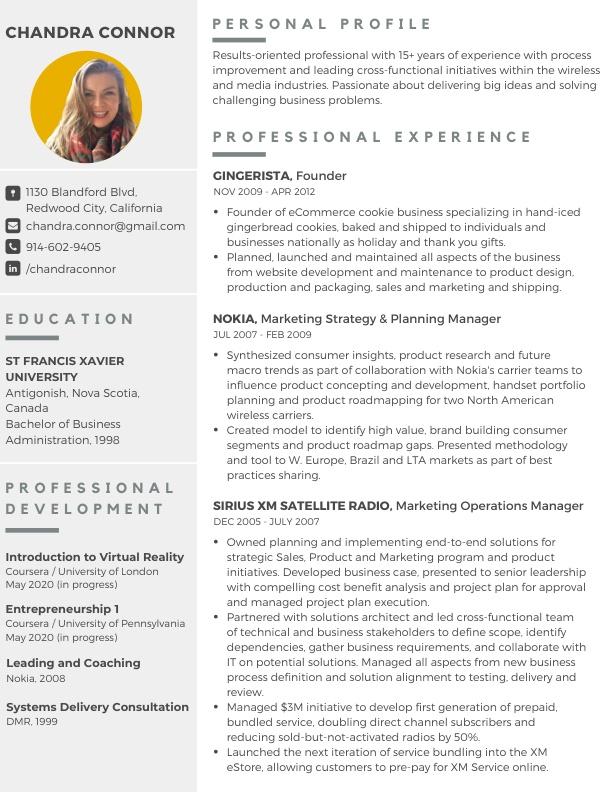 CHANDRA CONNOR
1130 Blandford Blvd,
Redwood City, California
chandra.connor@gmail.com
914-602-9405
in
/chandraconnor
EDUCATION
ST FRANCIS XAVIER
UNIVERSITY
Antigonish, Nova Scotia,
Canada
Bachelor of Business
Administration, 1998
PROFESSIONAL
DEVELOPMENT
Introduction to Virtual Reality
Coursera / University of London
May 2020 (in progress)
Entrepreneurship 1
Coursera / University of Pennsylvania
May 2020 (in progress)
Leading and Coaching
Nokia, 2008
Systems Delivery Consultation
DMR, 1999
PERSONAL PROFILE
Results-oriented professional with 15+ years of experience with process
improvement and leading cross-functional initiatives within the wireless
and media industries. Passionate about delivering big ideas and solving
challenging business problems.
PROFESSIONAL EXPERIENCE
GINGERISTA, Founder
NOV 2009 - APR 2012
• Founder of eCommerce cookie business specializing in hand-iced
gingerbread cookies, baked and shipped to individuals and
businesses nationally as holiday and thank you gifts.
• Planned, launched and maintained all aspects of the business
from website development and maintenance to product design,
production and packaging, sales and marketing and shipping.
NOKIA, Marketing Strategy & Planning Manager
JUL 2007 - FEB 2009
• Synthesized consumer insights, product research and future
macro trends as part of collaboration with Nokia's carrier teams to
influence product concepting and development, handset portfolio
planning and product roadmapping for two North American
wireless carriers.
• Created model to identify high value, brand building consumer
segments and product roadmap gaps. Presented methodology
and tool to W. Europe, Brazil and LTA markets as part of best
practices sharing.
SIRIUS XM SATELLITE RADIO, Marketing Operations Manager
DEC 2005 - JULY 2007
• Owned planning and implementing end-to-end solutions for
strategic Sales, Product and Marketing program and product
initiatives. Developed business case, presented to senior leadership
with compelling cost benefit analysis and project plan for approval
and managed project plan execution.
• Partnered with solutions architect and led cross-functional team
of technical and business stakeholders to define scope, identify
dependencies, gather business requirements, and collaborate with
IT on potential solutions. Managed all aspects from new business
process definition and solution alignment to testing, delivery and
review.
• Managed $3M initiative to develop first generation of prepaid,
bundled service, doubling direct channel subscribers and
reducing sold-but-not-activated radios by 50%.
• Launched the next iteration of service bundling into the XM
eStore, allowing customers to pre-pay for XM Service online.